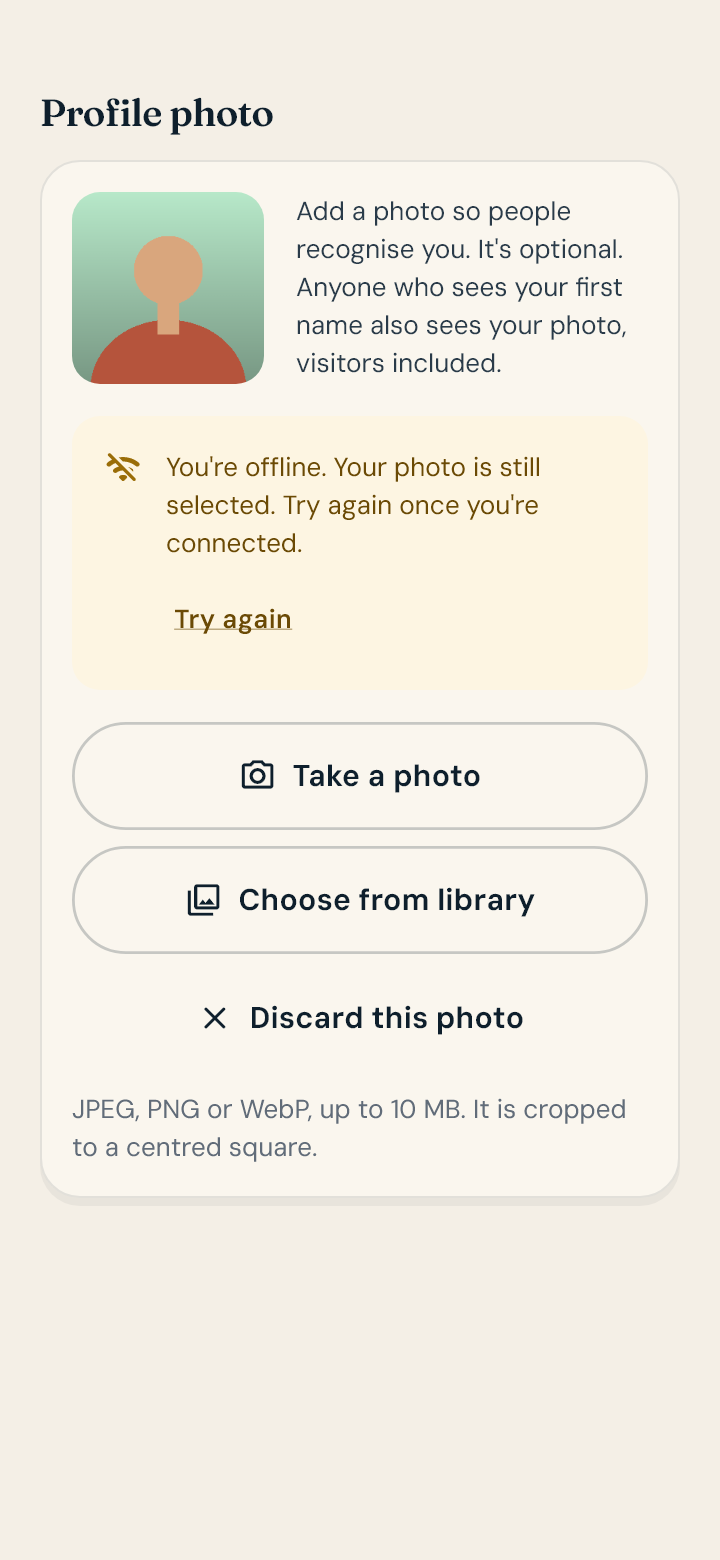 Profile photo
Add a photo so people
recognise you. It's optional.
Anyone who sees your first
name also sees your photo,
visitors included.
You're offline. Your photo is still
selected. Try again once you're
connected.
Try again
Take a photo
Choose from library
Discard this photo
JPEG, PNG or WebP, up to 10 MB. It is cropped
to a centred square.